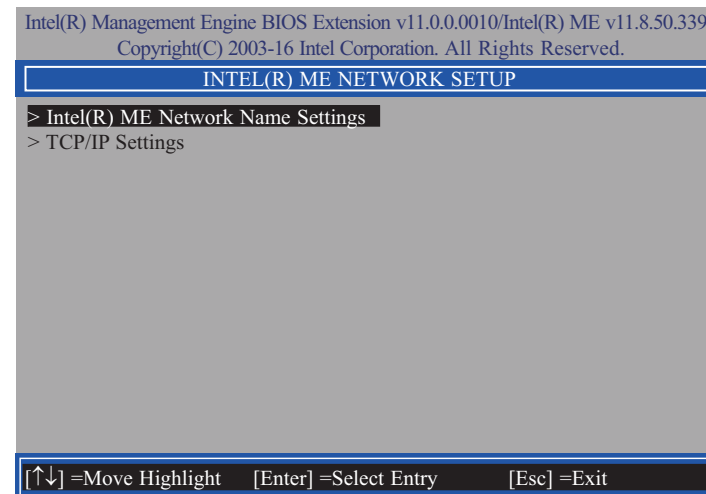 Intel(R) Management Engine BIOS Extension v11.0.0.0010/Intel(R) ME v11.8.50.339
Copyright(C) 2003-16 Intel Corporation. All Rights Reserved.
INTEL(R) ME NETWORK SETUP
> Intel(R) ME Network Name Settings
> TCP/IP Settings
[↑↓] =Move Highlight [Enter] =Select Entry [Esc] =Exit